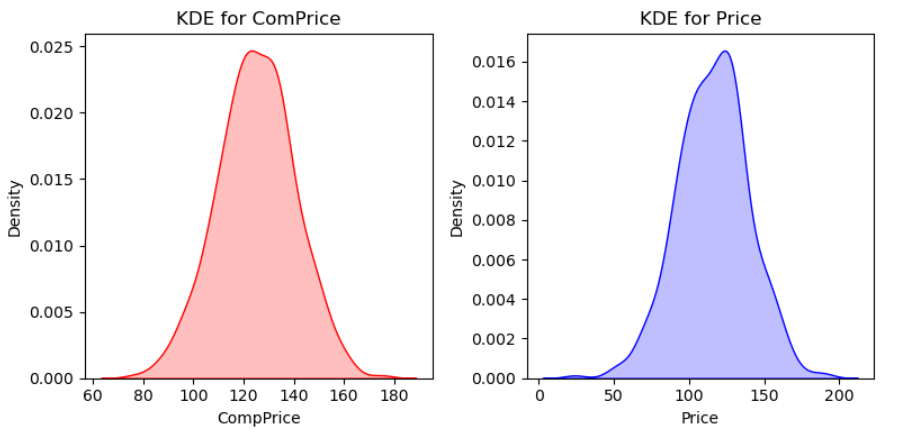 KDE for ComPrice
0.025
0.020
0.015
0.010
0.005
0.000
Density
60 80 100 120 140 160 180
CompPrice
KDE for Price
0.016
0.014
0.012
0.010
0.008
0.006
0.004
0.002
0.000
Density
0 50 100 150 200
Price